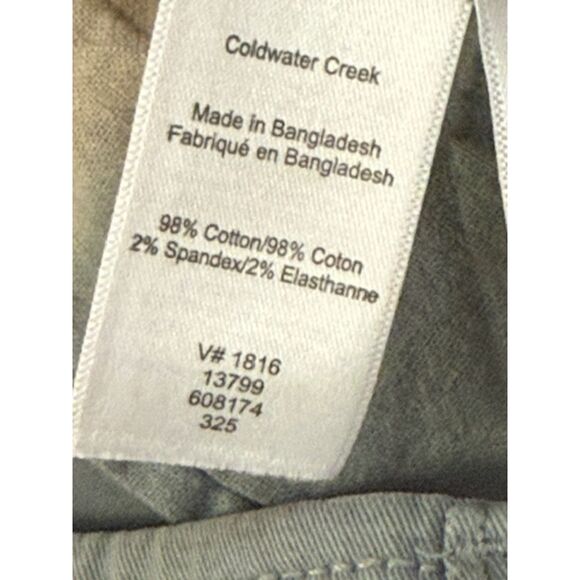 Coldwater Creek
Made in Bangladesh
Fabriqué en Bangladesh
98% Cotton/98% Coton
2% Spandex/2% Elasthanne
V# 1816
13799
608174
325